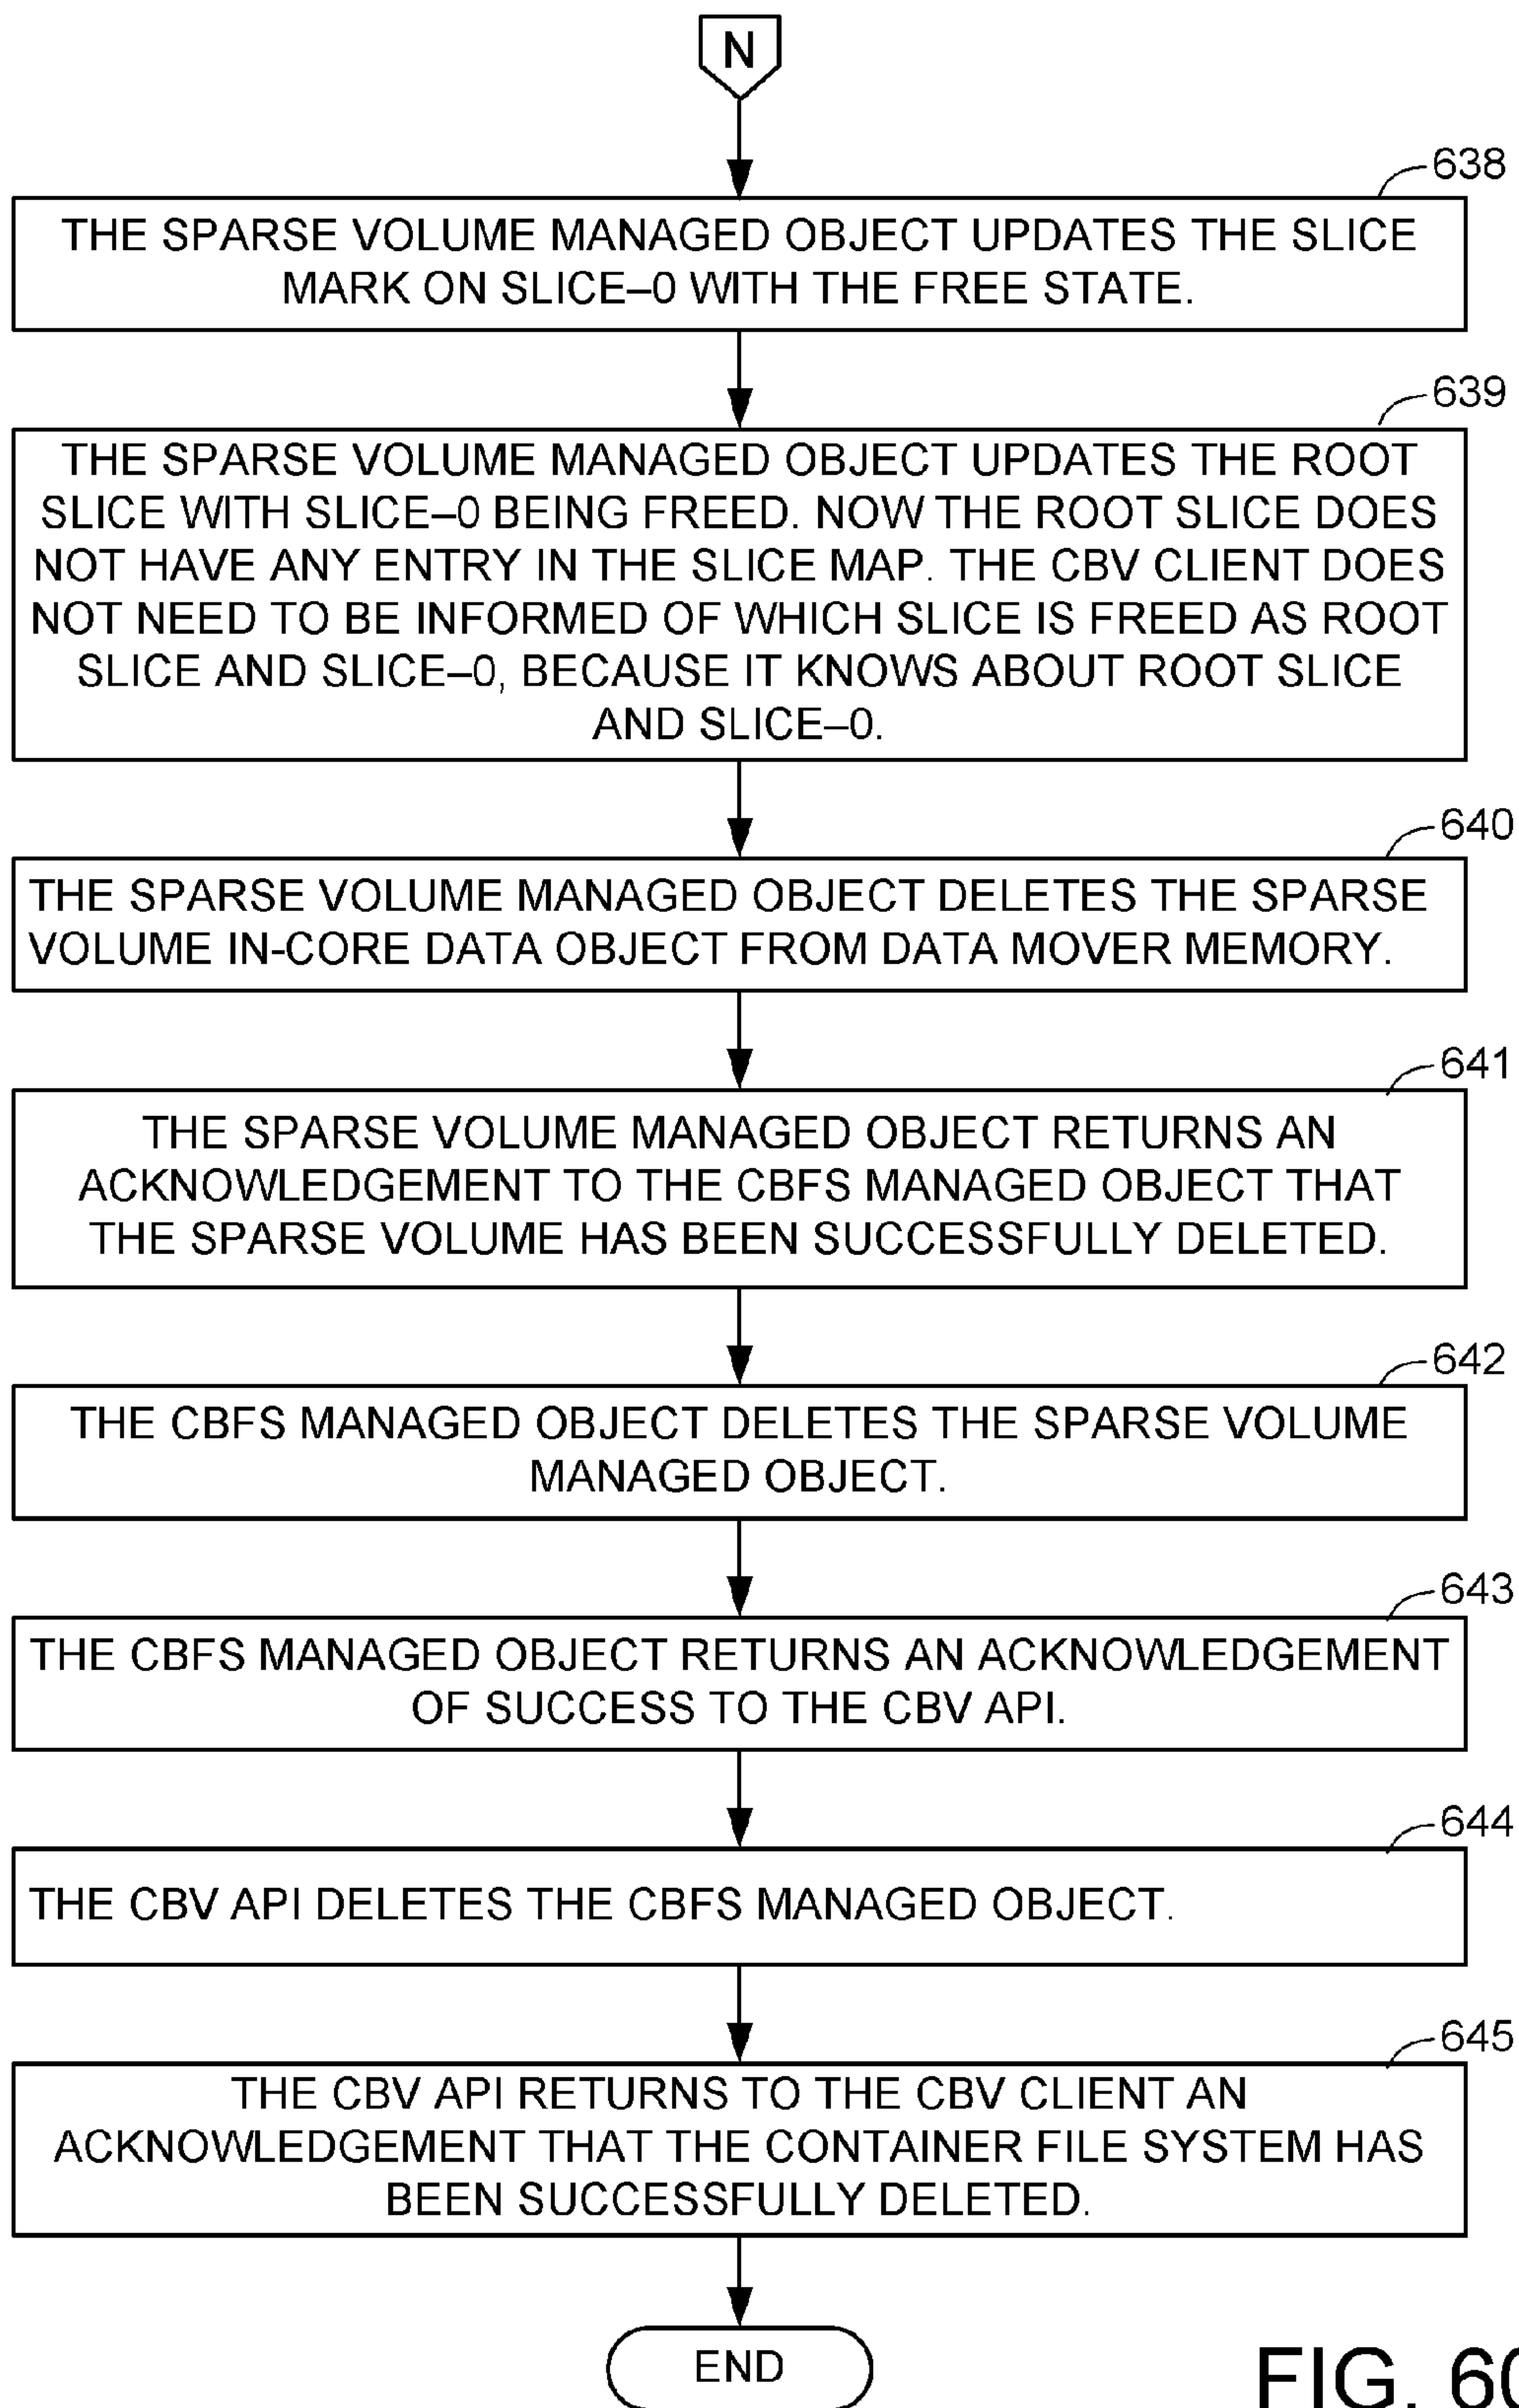 N
638
THE SPARSE VOLUME MANAGED OBJECT UPDATES THE SLICE
MARK ON SLICE–0 WITH THE FREE STATE.
639
THE SPARSE VOLUME MANAGED OBJECT UPDATES THE ROOT
SLICE WITH SLICE–0 BEING FREED. NOW THE ROOT SLICE DOES
NOT HAVE ANY ENTRY IN THE SLICE MAP. THE CBV CLIENT DOES
NOT NEED TO BE INFORMED OF WHICH SLICE IS FREED AS ROOT
SLICE AND SLICE–0, BECAUSE IT KNOWS ABOUT ROOT SLICE
AND SLICE–0.
640
THE SPARSE VOLUME MANAGED OBJECT DELETES THE SPARSE
VOLUME IN-CORE DATA OBJECT FROM DATA MOVER MEMORY.
641
THE SPARSE VOLUME MANAGED OBJECT RETURNS AN
ACKNOWLEDGEMENT TO THE CBFS MANAGED OBJECT THAT
THE SPARSE VOLUME HAS BEEN SUCCESSFULLY DELETED.
642
THE CBFS MANAGED OBJECT DELETES THE SPARSE VOLUME
MANAGED OBJECT.
643
THE CBFS MANAGED OBJECT RETURNS AN ACKNOWLEDGEMENT
OF SUCCESS TO THE CBV API.
644
THE CBV API DELETES THE CBFS MANAGED OBJECT.
645
THE CBV API RETURNS TO THE CBV CLIENT AN
ACKNOWLEDGEMENT THAT THE CONTAINER FILE SYSTEM HAS
BEEN SUCCESSFULLY DELETED.
END
FIG. 60